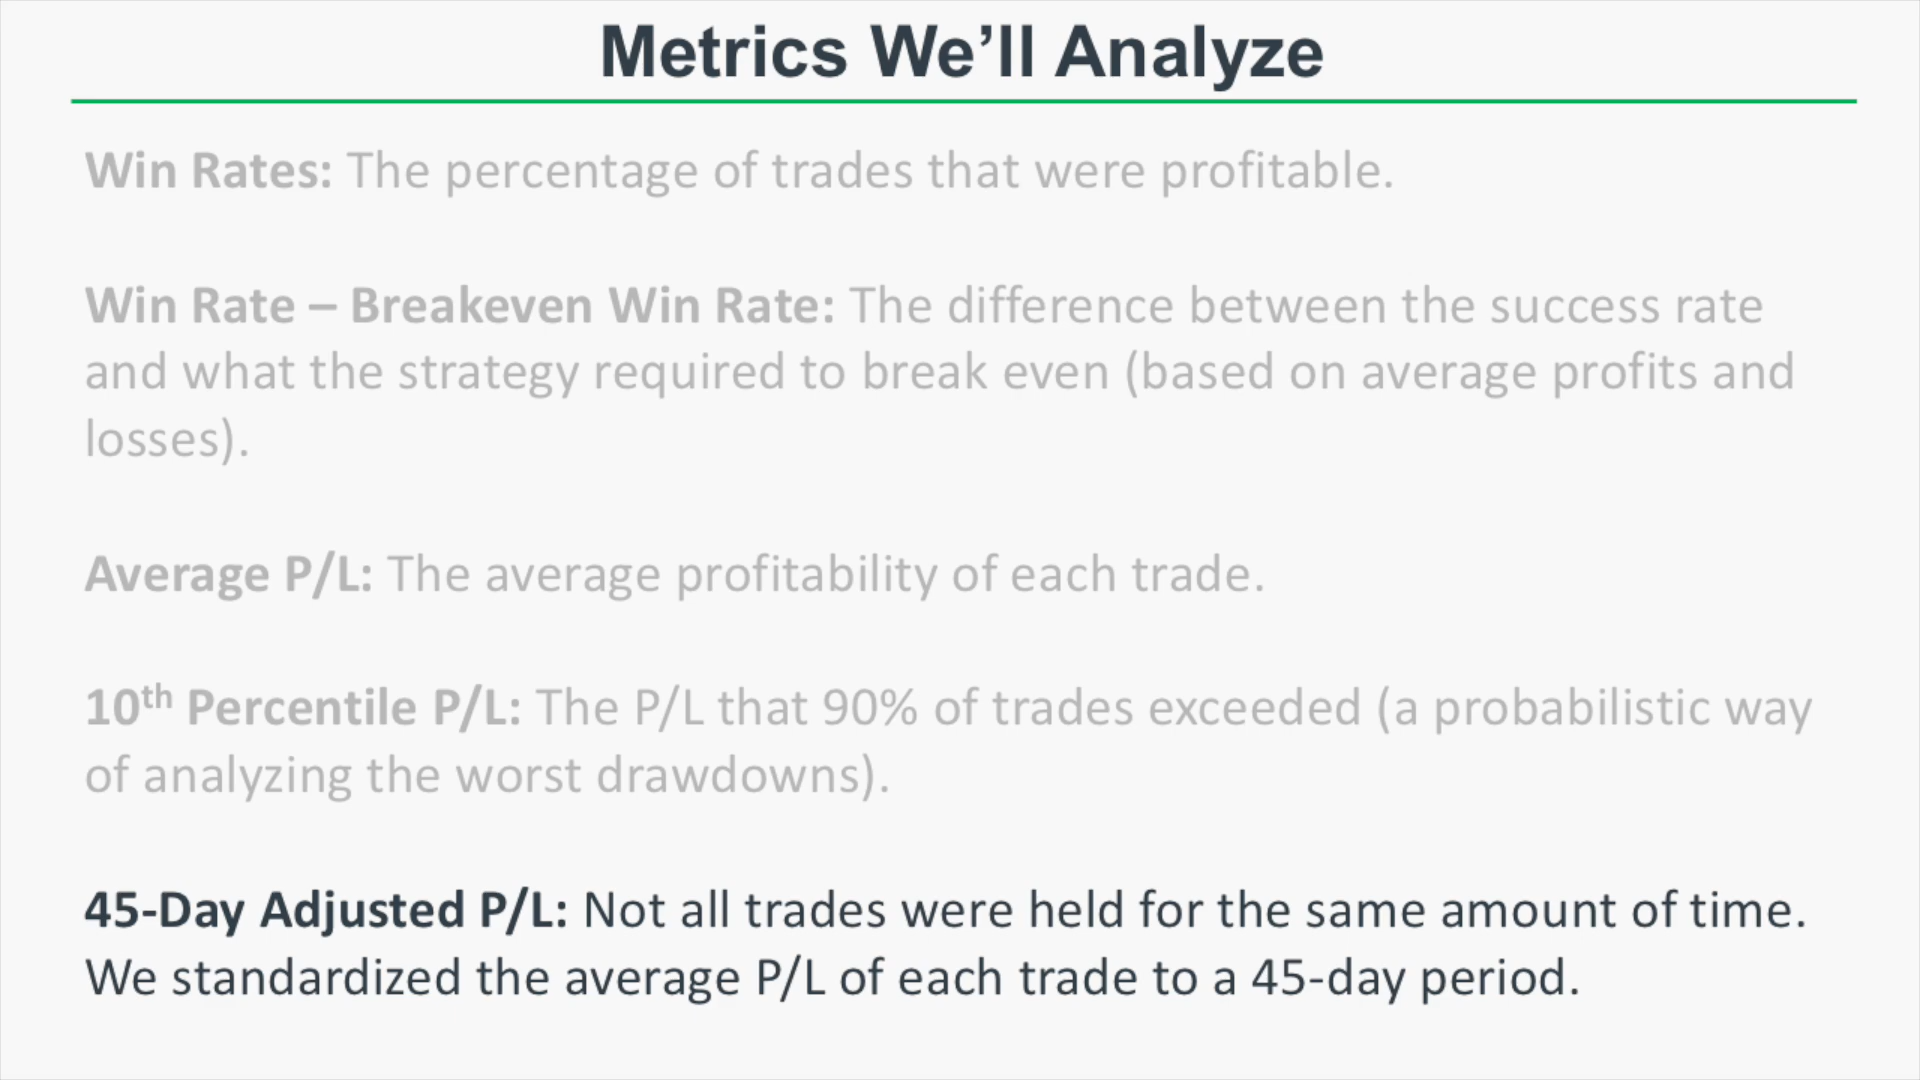 Metrics We’ll Analyze
Win Rates: The percentage of trades that were profitable.
Win Rate – Breakeven Win Rate: The difference between the success rate
and what the strategy required to break even (based on average profits and
losses).
Average P/L: The average profitability of each trade.
10th Percentile P/L: The P/L that 90% of trades exceeded (a probabilistic way
of analyzing the worst drawdowns).
45-Day Adjusted P/L: Not all trades were held for the same amount of time.
We standardized the average P/L of each trade to a 45-day period.